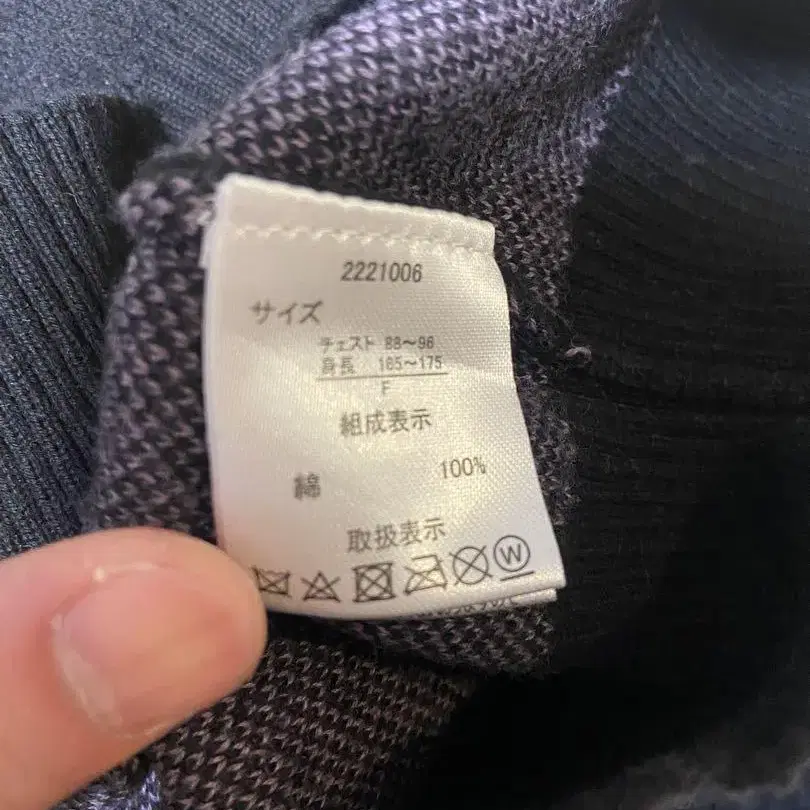 2221006
サイズ
チェスト 88～96
身長 165～175
F
組成表示
綿 100%
取扱表示
W